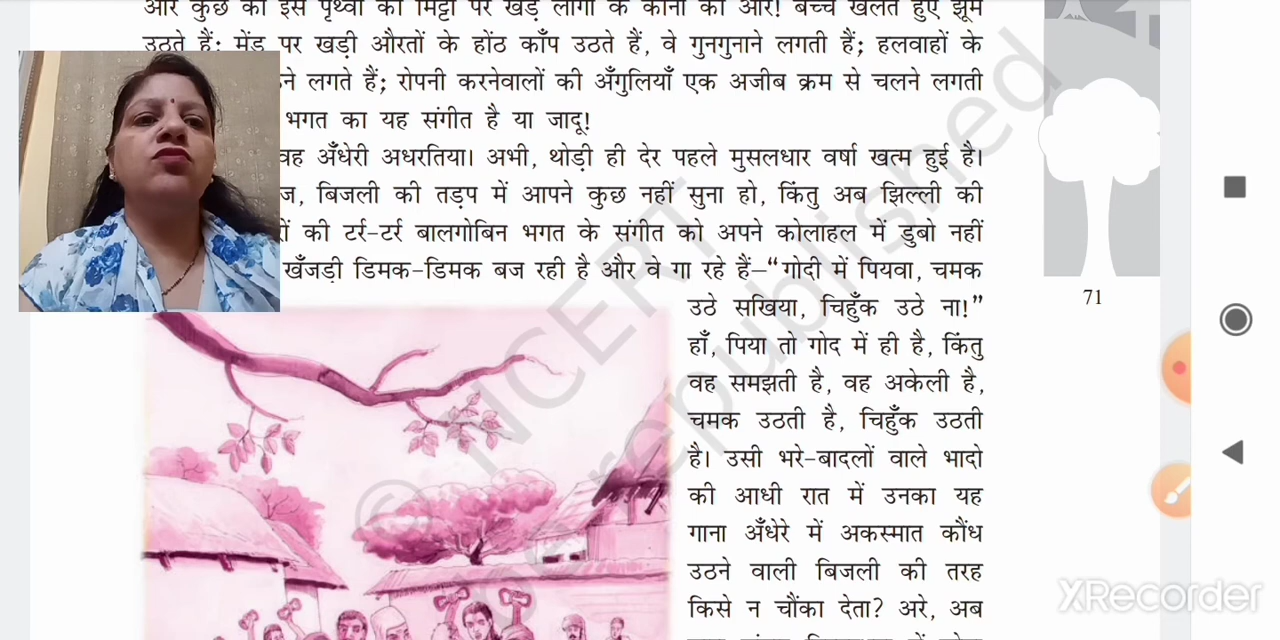 और कुछ को इस पृथ्वी की मिट्टी पर खड़े लोगों के कानों की ओर! बच्चे खेलते हुए झूम
उठते हैं; मेंड़ पर खड़ी औरतों के होंठ काँप उठते हैं, वे गुनगुनाने लगती हैं; हलवाहों के
ने लगते हैं; रोपनी करनेवालों की अँगुलियाँ एक अजीब क्रम से चलने लगती
भगत का यह संगीत है या जादू!
वह अँधेरी अधरतिया। अभी, थोड़ी ही देर पहले मुसलधार वर्षा खत्म हुई है।
ज, बिजली की तड़प में आपने कुछ नहीं सुना हो, किंतु अब झिल्ली की
की टर्र-टर्र बालगोबिन भगत के संगीत को अपने कोलाहल में डुबो नहीं
खँजड़ी डिमक-डिमक बज रही है और वे गा रहे हैं—“गोदी में पियवा, चमक
उठे सखिया, चिहुँक उठे ना!”
हाँ, पिया तो गोद में ही है, किंतु
वह समझती है, वह अकेली है,
चमक उठती है, चिहुँक उठती
है। उसी भरे-बादलों वाले भादो
की आधी रात में उनका यह
गाना अँधेरे में अकस्मात कौंध
उठने वाली बिजली की तरह
किसे न चौंका देता? अरे, अब
71
© NCERT
republished
XRecorder